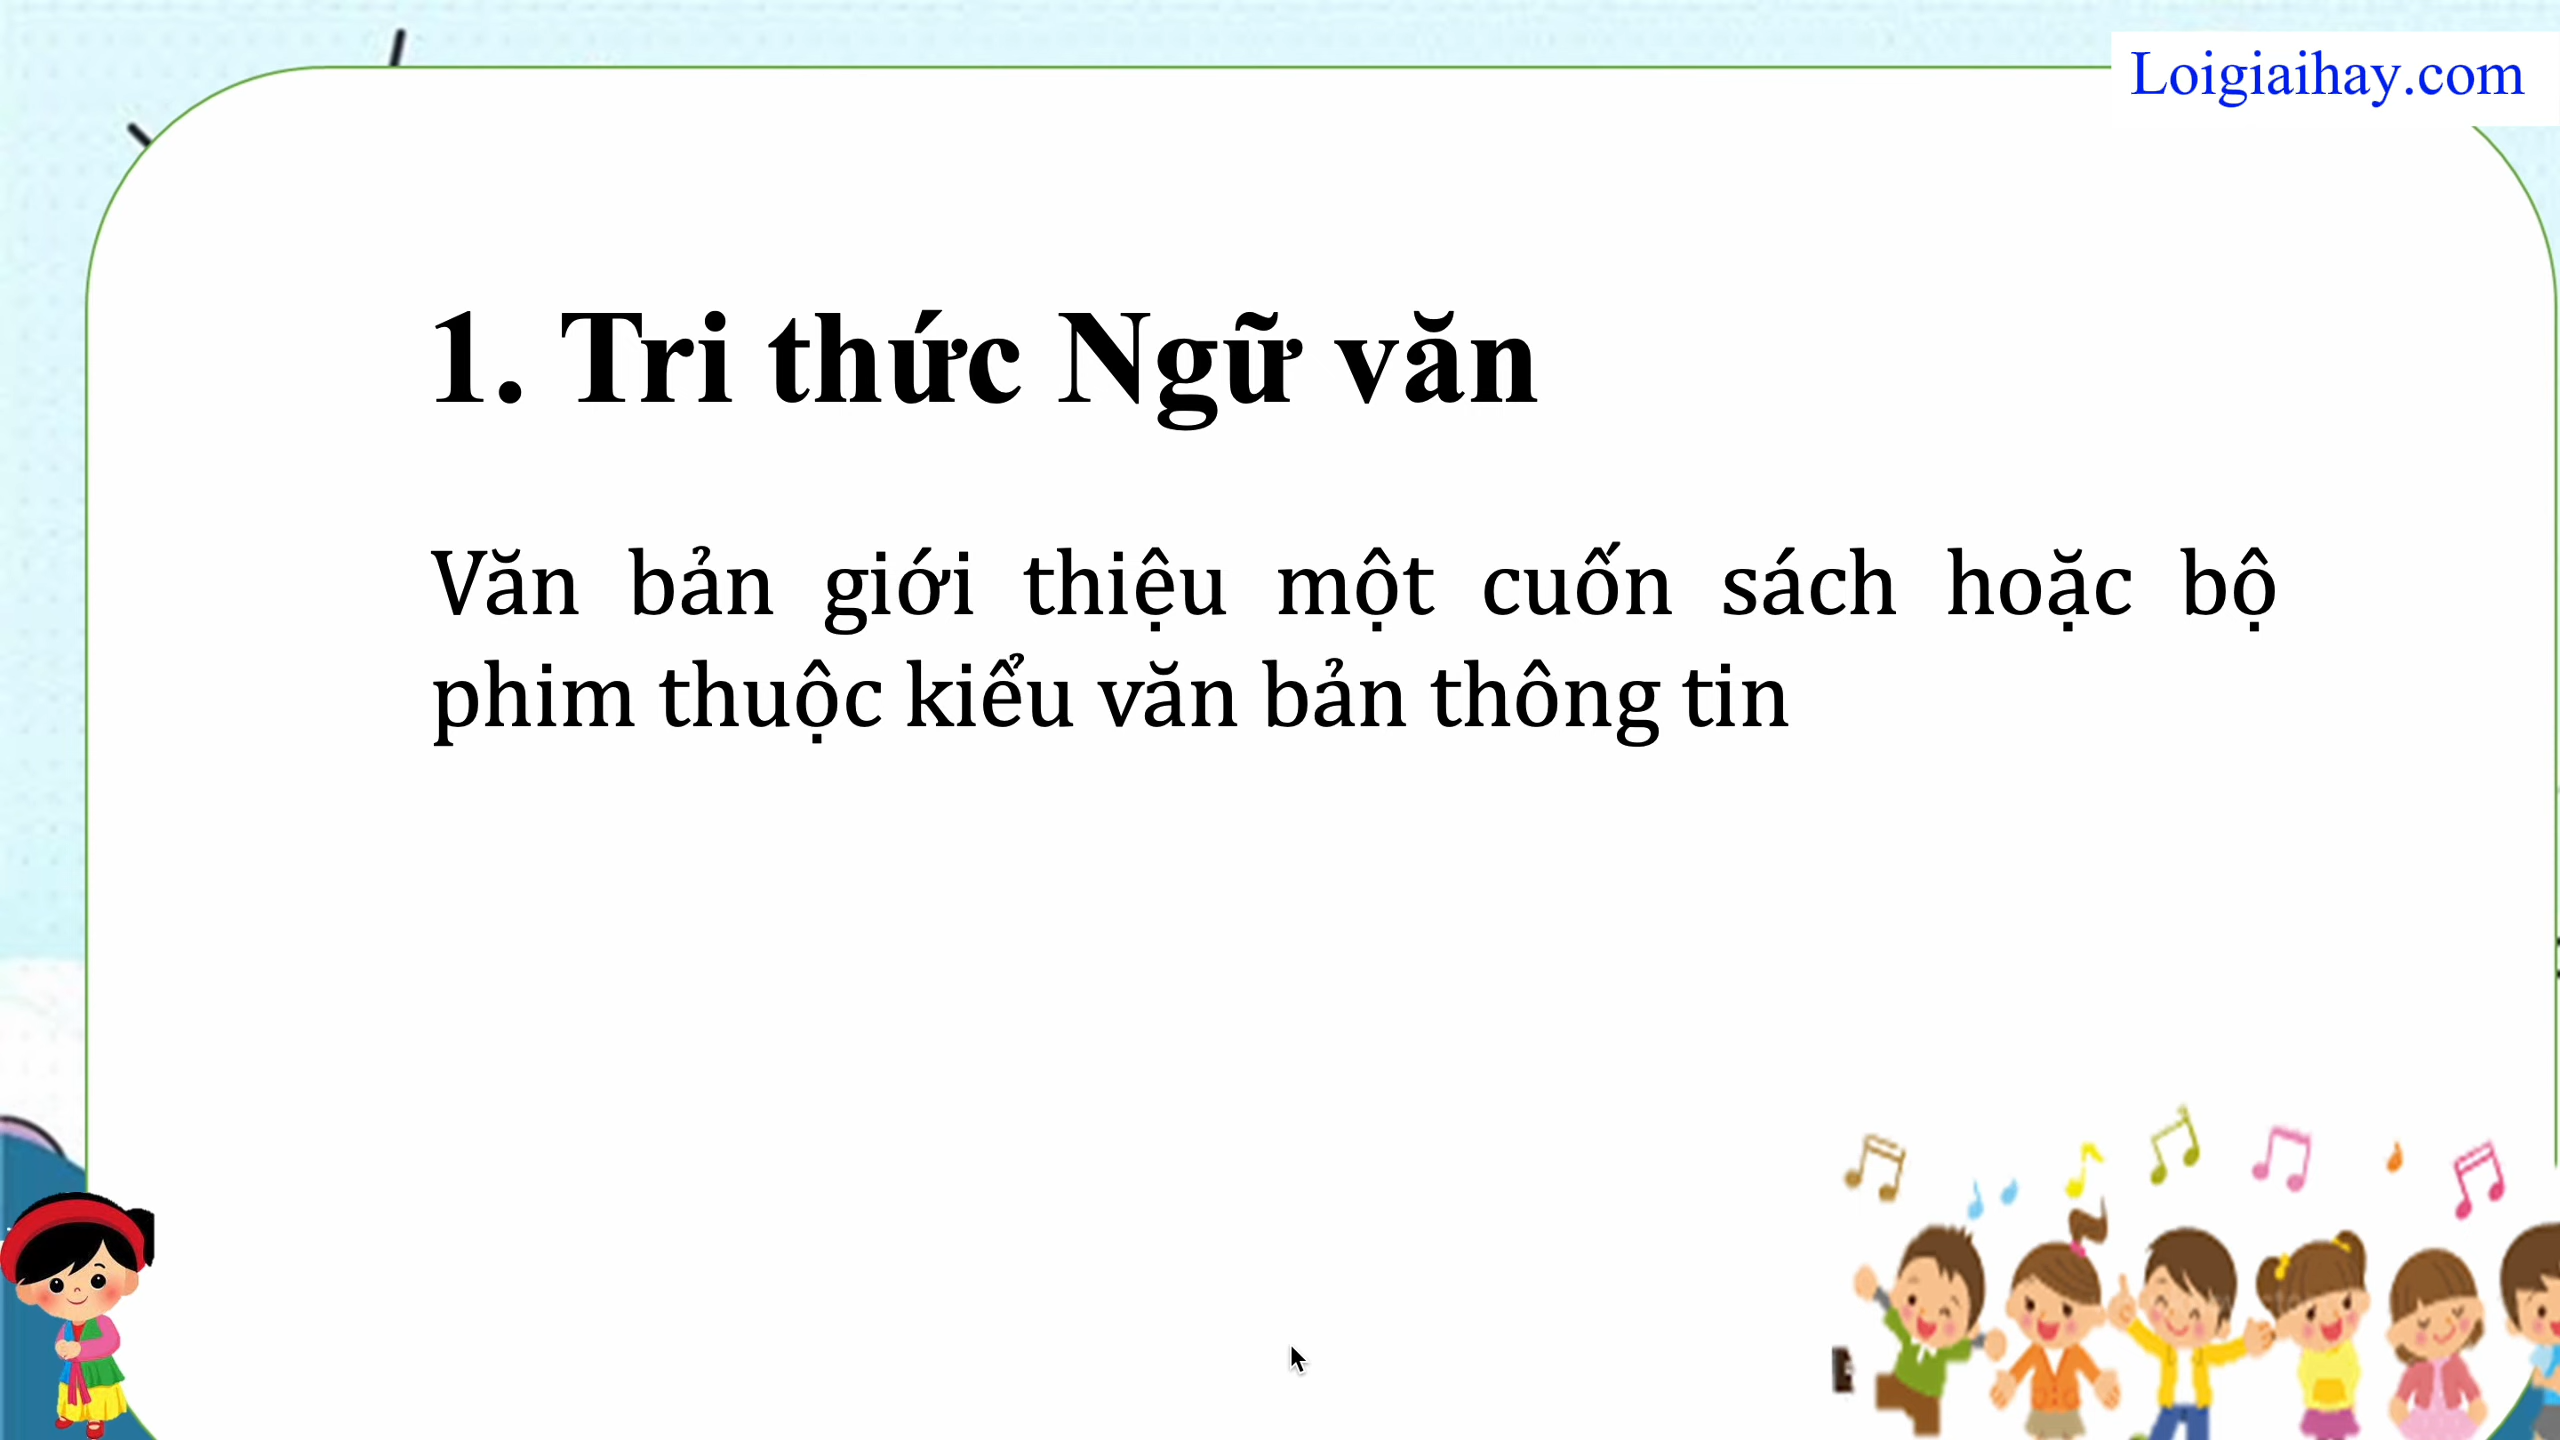 Loigiaihay.com
1. Tri thức Ngữ văn
Văn bản giới thiệu một cuốn sách hoặc bộ
phim thuộc kiểu văn bản thông tin